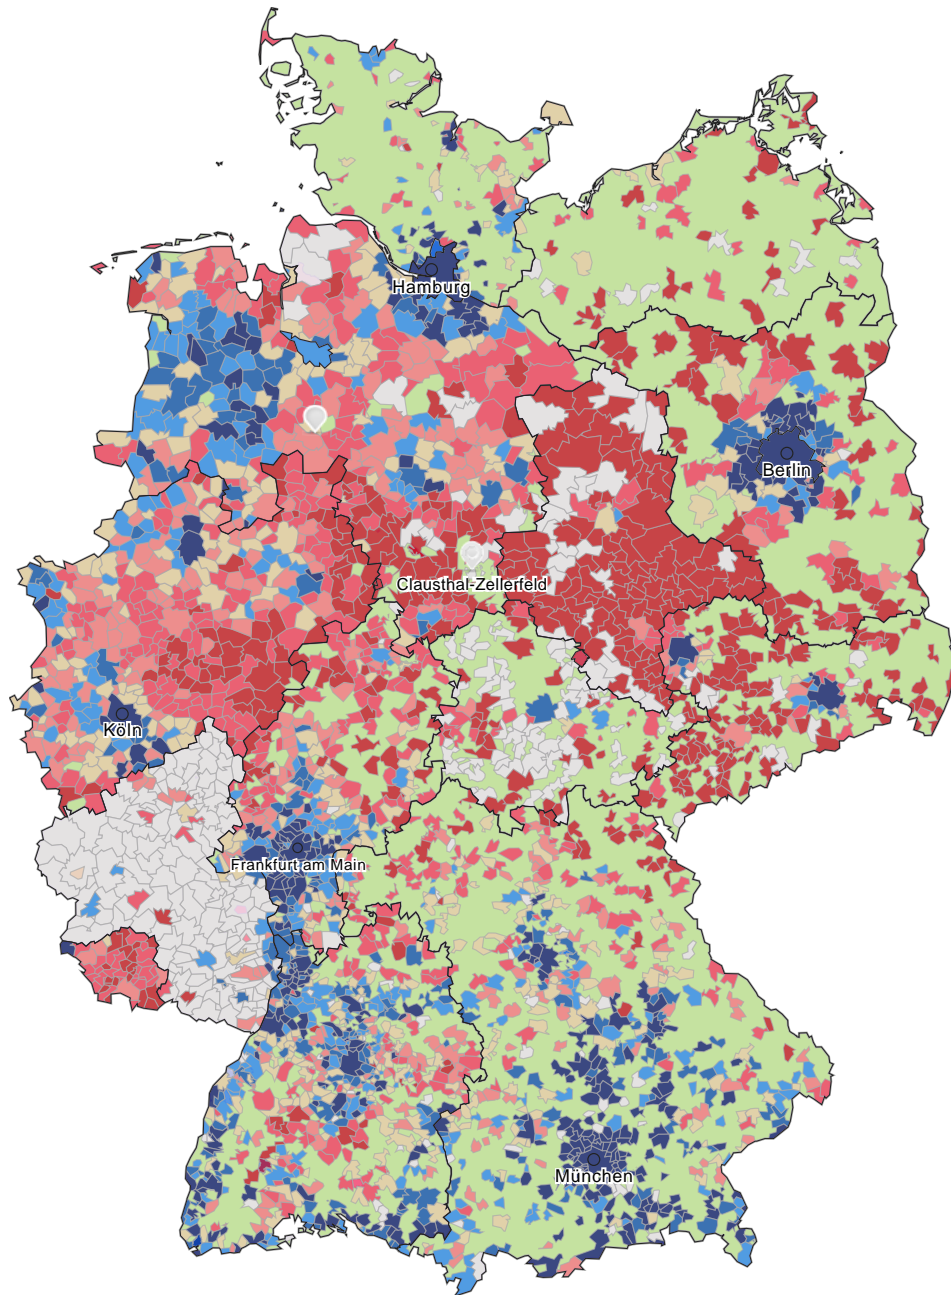 Hamburg
Berlin
Clausthal-Zellerfeld
Köln
Frankfurt am Main
München